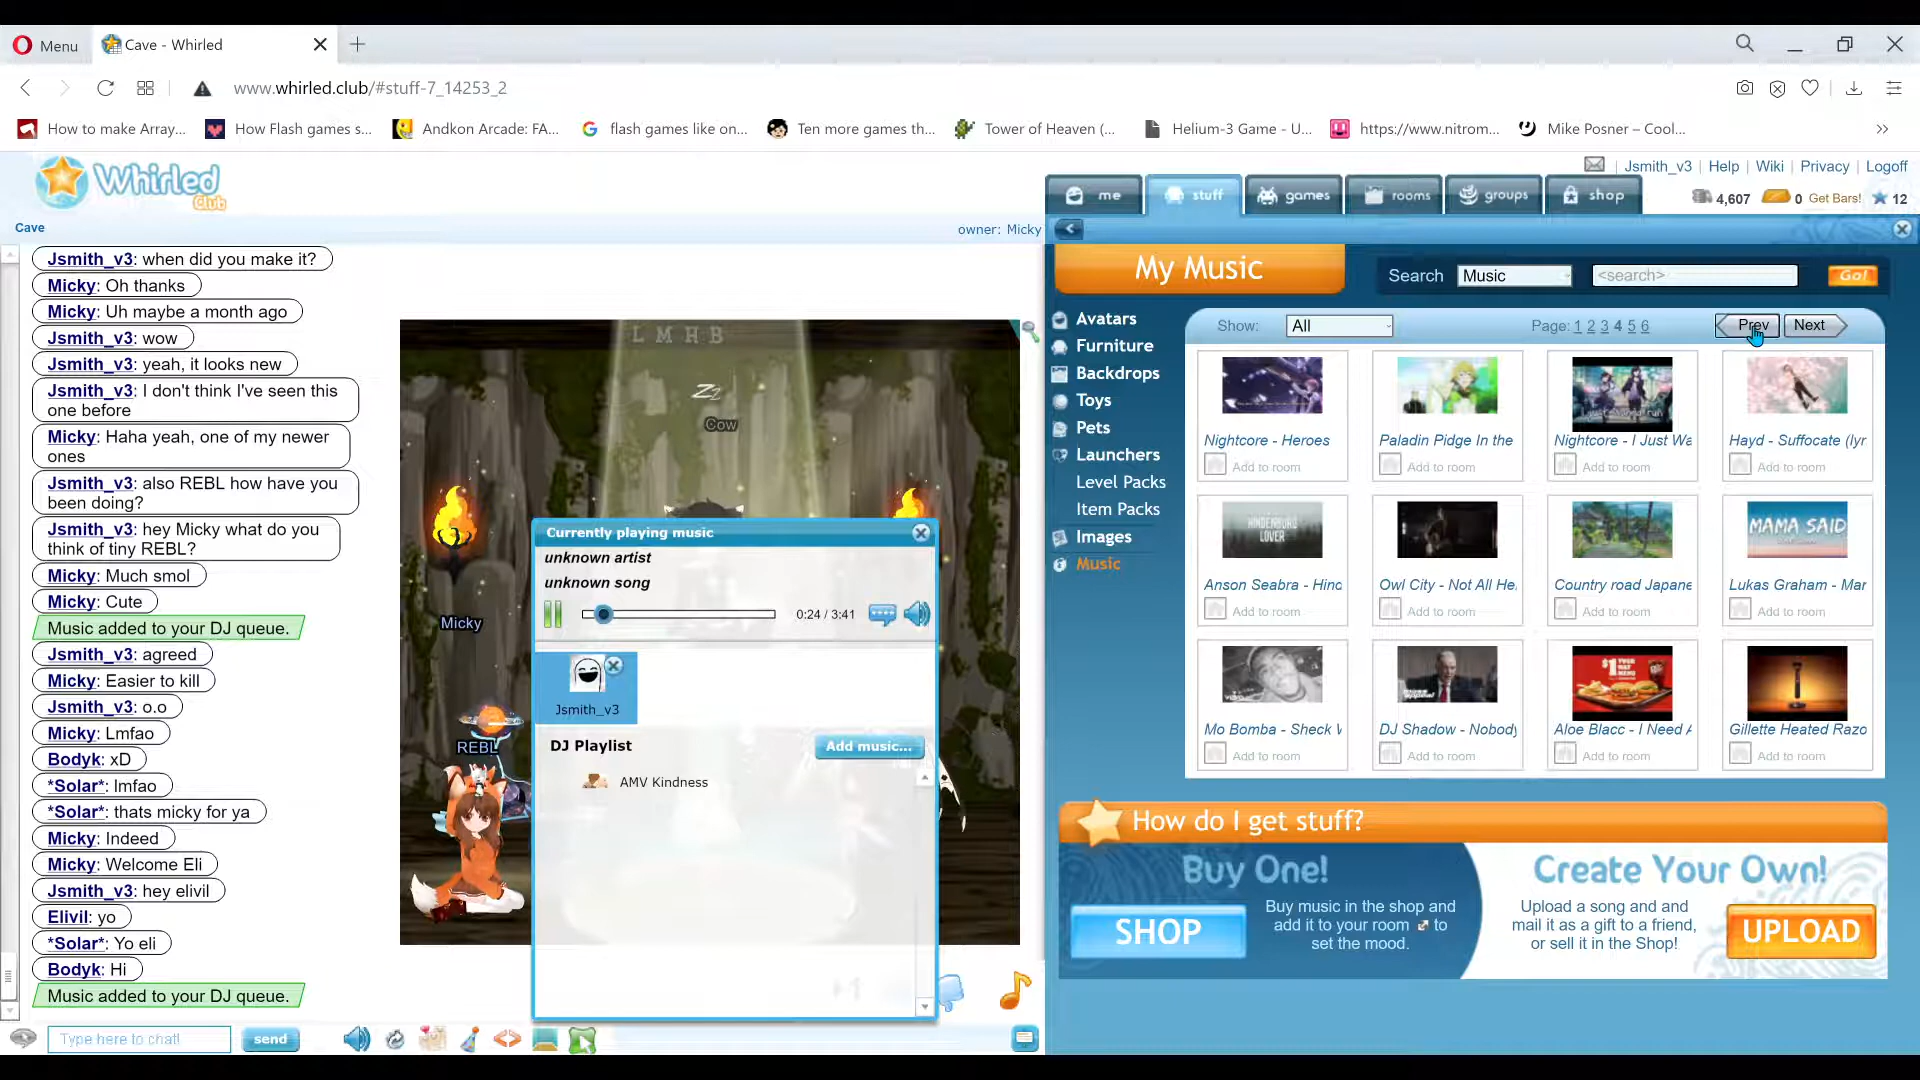 Menu
Cave - Whirled
www.whirled.club/#stuff-7_14253_2
How to make Array...
How Flash games s...
Andkon Arcade: FA...
flash games like on...
Ten more games th...
Tower of Heaven (...
Helium-3 Game - U...
https://www.nitrom...
Mike Posner – Cool...
Whirled Club
Jsmith_v3 | Help | Wiki | Privacy | Logoff
me
stuff
games
rooms
groups
shop
4,607
0 Get Bars!
12
Cave
owner: Micky
Jsmith_v3: when did you make it?
Micky: Oh thanks
Micky: Uh maybe a month ago
Jsmith_v3: wow
Jsmith_v3: yeah, it looks new
Jsmith_v3: I don't think I've seen this
one before
Micky: Haha yeah, one of my newer
ones
Jsmith_v3: also REBL how have you
been doing?
Jsmith_v3: hey Micky what do you
think of tiny REBL?
Micky: Much smol
Micky: Cute
Music added to your DJ queue.
Jsmith_v3: agreed
Micky: Easier to kill
Jsmith_v3: o.o
Micky: Lmfao
Bodyk: xD
*Solar*: lmfao
*Solar*: thats micky for ya
Micky: Indeed
Micky: Welcome Eli
Jsmith_v3: hey elivil
Elivil: yo
*Solar*: Yo eli
Bodyk: Hi
Music added to your DJ queue.
Type here to chat!
send
L M H B
Zz
Cow
Micky
REBL
Currently playing music
unknown artist
unknown song
0:24 / 3:41
Jsmith_v3
DJ Playlist
Add music...
AMV Kindness
My Music
Search
Music
<search>
Go!
Avatars
Furniture
Backdrops
Toys
Pets
Launchers
Level Packs
Item Packs
Images
Music
Show:
All
Page: 1 2 3 4 5 6
Prev
Next
Nightcore - Heroes
Paladin Pidge In the
Nightcore - I Just Wa
Hayd - Suffocate (lyr
Add to room
Add to room
Add to room
Add to room
HINDENBURG
LOVER
MAMA SAID
Anson Seabra - Hind
Owl City - Not All He
Country road Japane
Lukas Graham - Mar
Add to room
Add to room
Add to room
Add to room
Mo Bomba - Sheck W
DJ Shadow - Nobody
Aloe Blacc - I Need A
Gillette Heated Razo
Add to room
Add to room
Add to room
Add to room
How do I get stuff?
Buy One!
SHOP
Buy music in the shop and
add it to your room to
set the mood.
Create Your Own!
Upload a song and and
mail it as a gift to a friend,
or sell it in the Shop!
UPLOAD